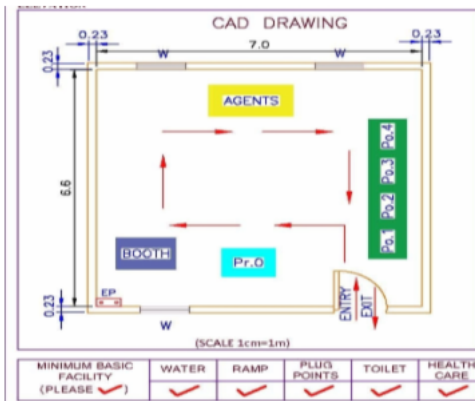 CAD DRAWING
0.23
7.0
0.23
0.23
W
W
AGENTS
6.6
Po.4
Po.3
Po.2
Po.1
BOOTH
Pr.O
EP
ENTRY
EXIT
0.23
W
(SCALE 1cm=1m)
MINIMUM BASIC
FACILITY
(PLEASE ✓)
WATER
RAMP
PLUG
POINTS
TOILET
HEALTH
CARE